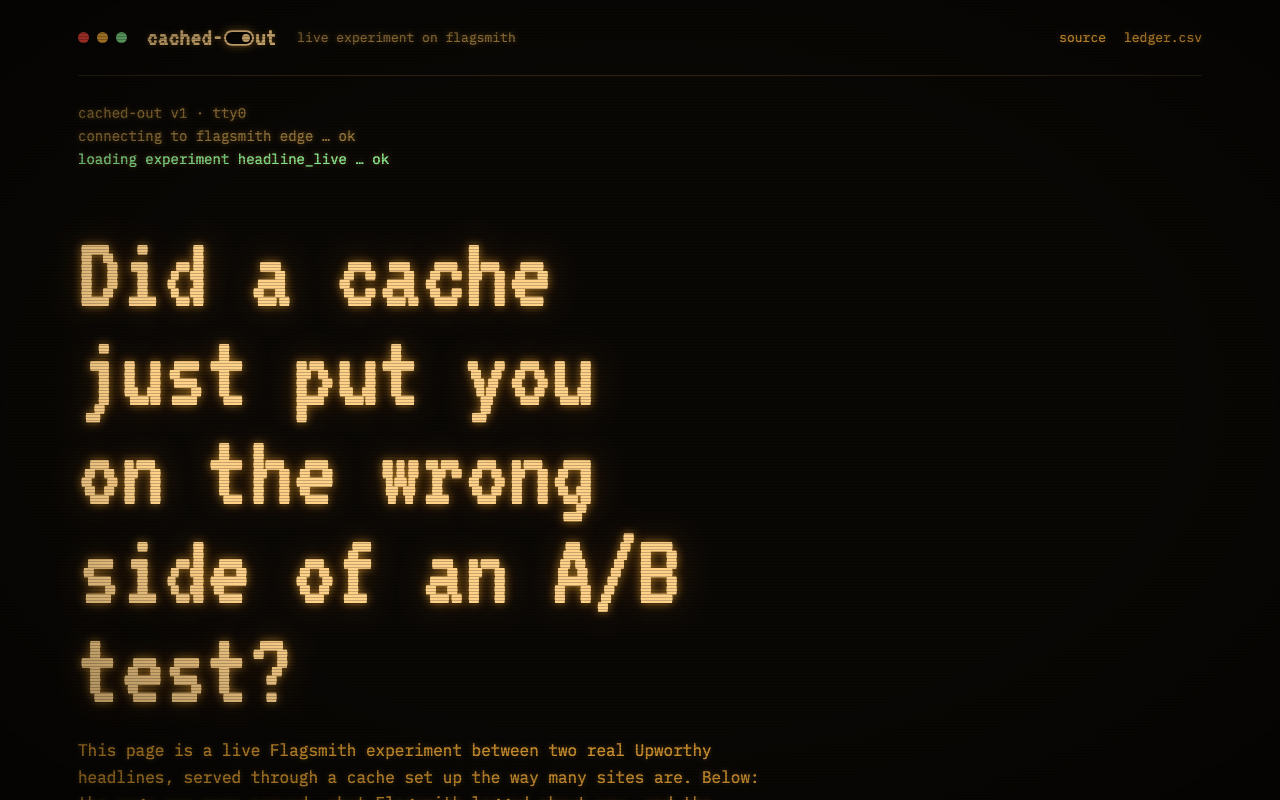 cached-out
live experiment on flagsmith
source
ledger.csv
cached-out v1 · tty0
connecting to flagsmith edge … ok
loading experiment headline_live … ok
Did a cache
just put you
on the wrong
side of an A/B
test?
This page is a live Flagsmith experiment between two real Upworthy
headlines, served through a cache set up the way many sites are. Below: